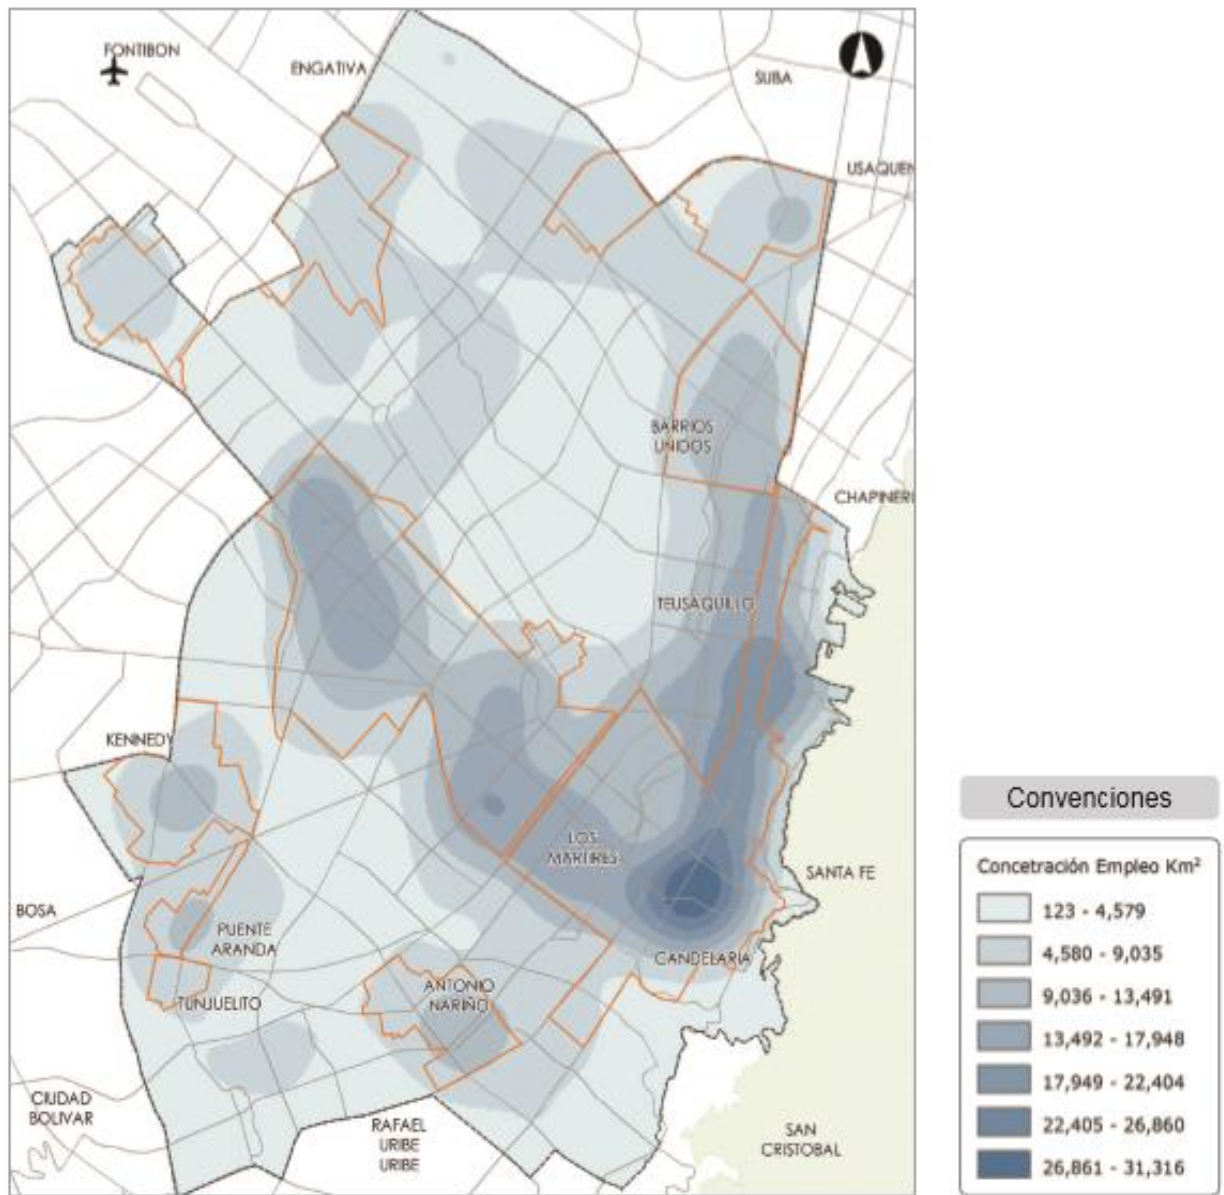 FONTIBON
ENGATIVA
SUBA
USAQUEN
BARRIOS
UNIDOS
CHAPINER
TEUSAQUILLO
KENNEDY
LOS
MARTIRES
SANTA FE
BOSA
PUENTE
ARANDA
CANDELARIA
ANTONIO
NARIÑO
TUNJUELITO
CIUDAD
BOLIVAR
RAFAEL
URIBE
URIBE
SAN
CRISTOBAL
Convenciones
Concetración Empleo Km²
123 - 4,579
4,580 - 9,035
9,036 - 13,491
13,492 - 17,948
17,949 - 22,404
22,405 - 26,860
26,861 - 31,316